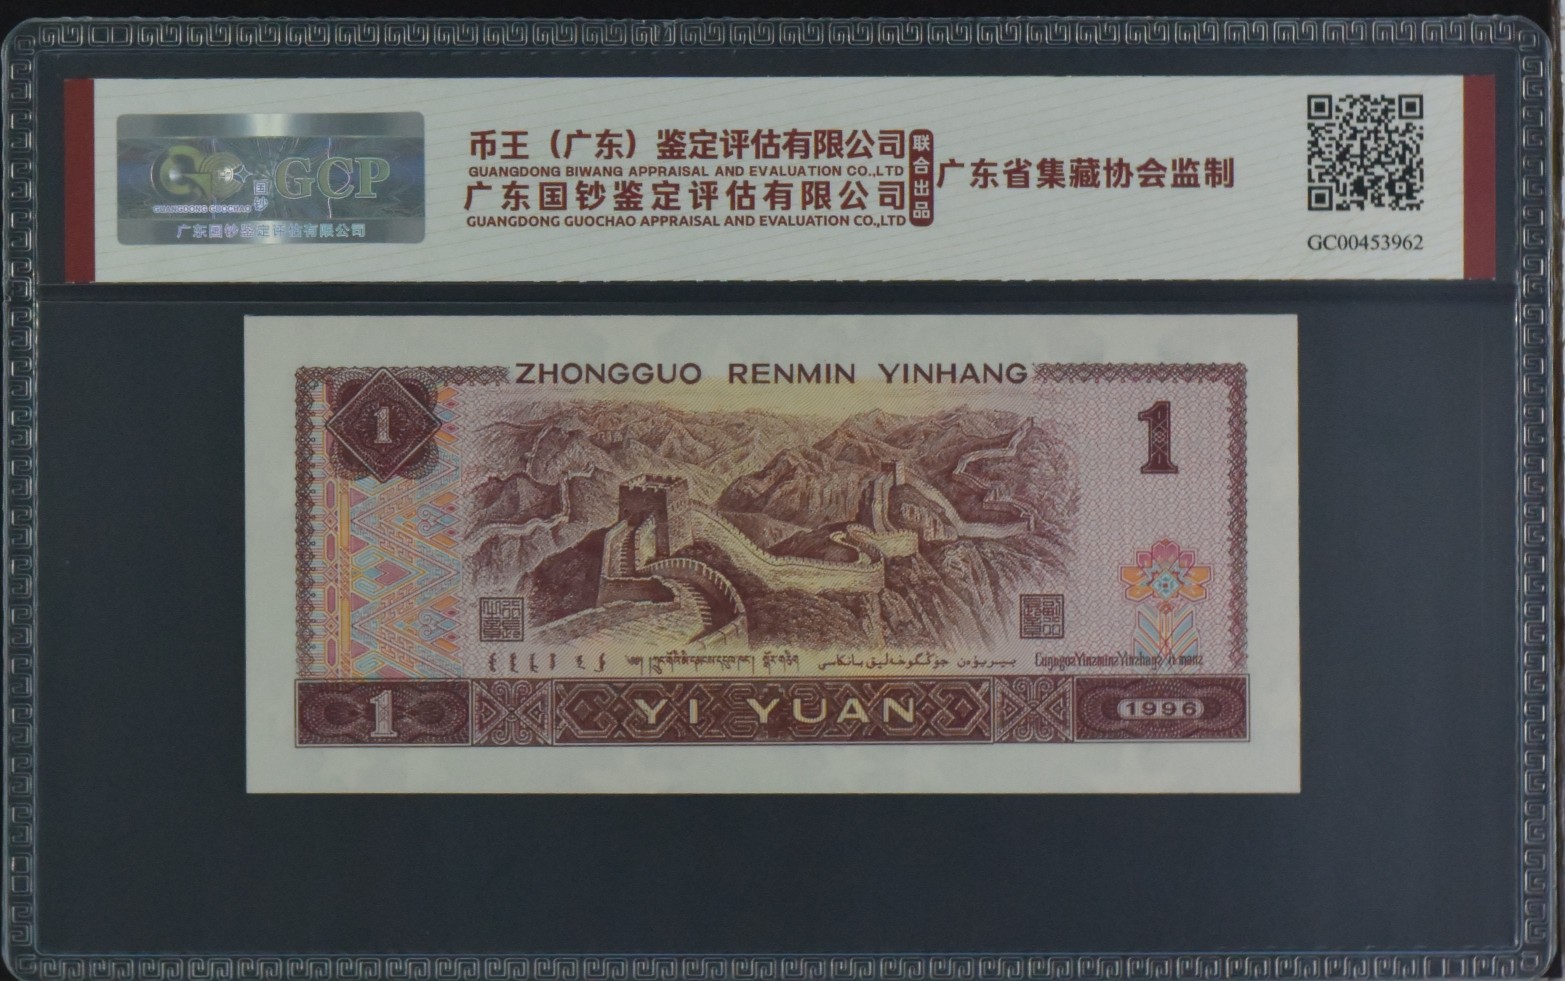 GCP
国钞
GUANGDONG GUOCHAO
广东国钞鉴定评估有限公司
币王（广东）鉴定评估有限公司
GUANGDONG BIWANG APPRAISAL AND EVALUATION CO.,LTD
广东国钞鉴定评估有限公司
GUANGDONG GUOCHAO APPRAISAL AND EVALUATION CO.,LTD
联合出品
广东省集藏协会监制
GC00453962
ZHONGGUO RENMIN YINHANG
1
1
1
YI YUAN
1996